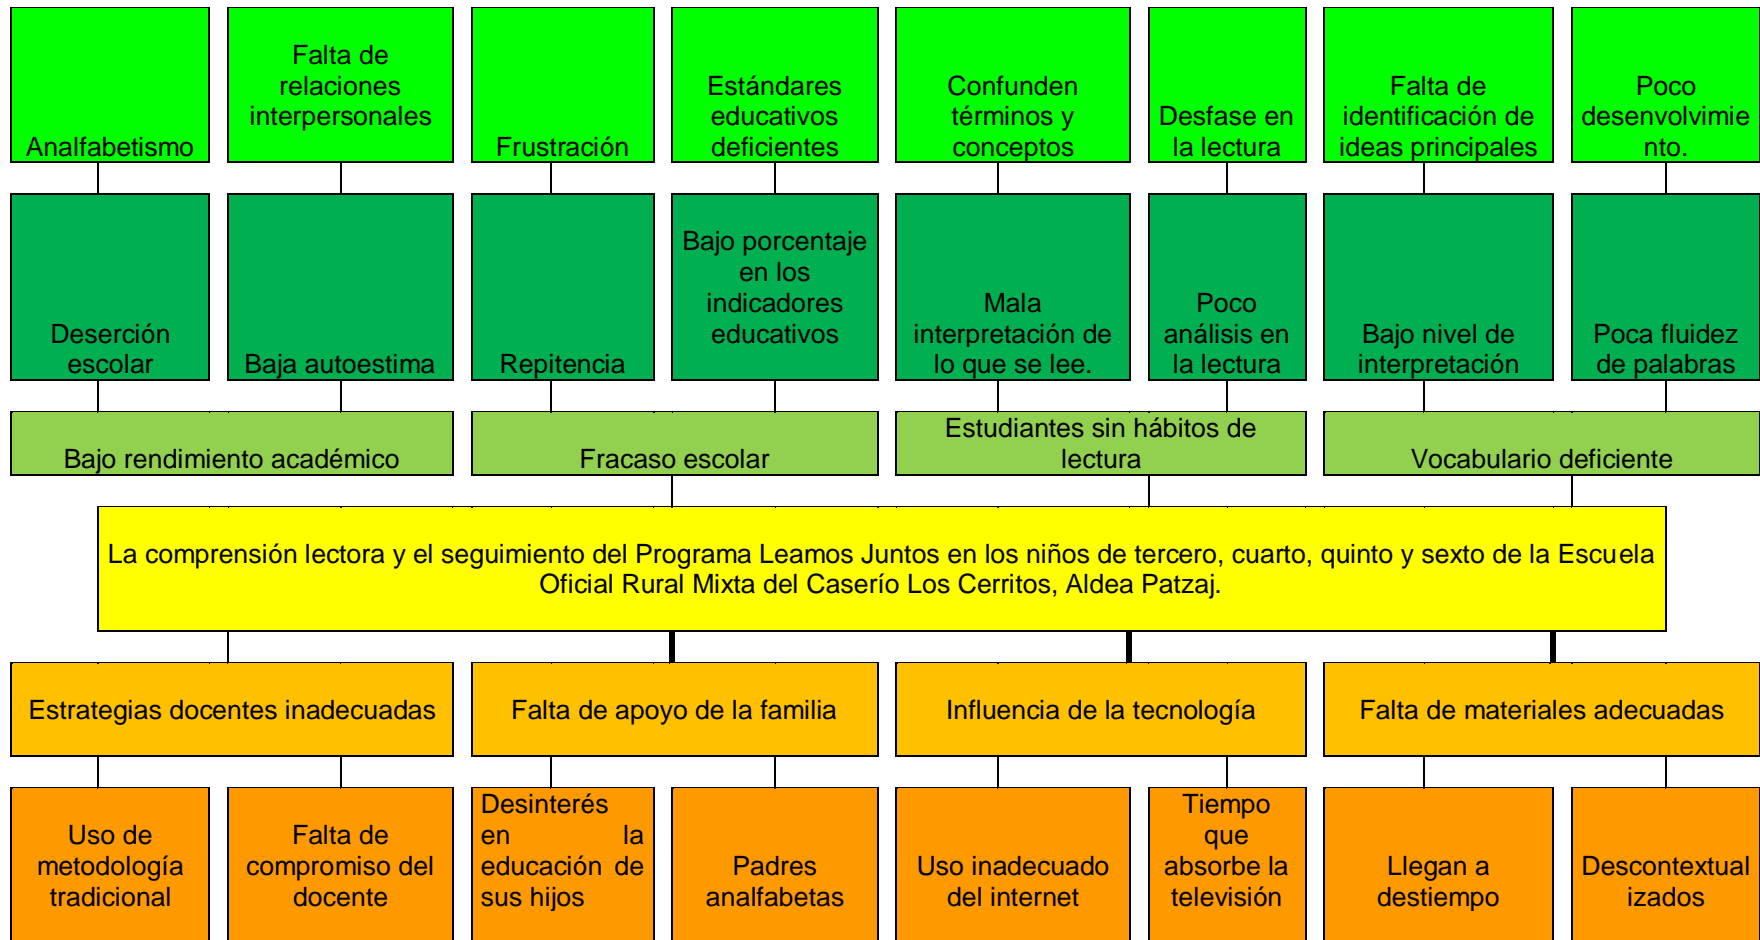 Analfabetismo
Falta de
relaciones
interpersonales
Frustración
Estándares
educativos
deficientes
Confunden
términos y
conceptos
Desfase en
la lectura
Falta de
identificación de
ideas principales
Poco
desenvolvimie
nto.
Deserción
escolar
Baja autoestima
Repitencia
Bajo porcentaje
en los
indicadores
educativos
Mala
interpretación de
lo que se lee.
Poco
análisis en
la lectura
Bajo nivel de
interpretación
Poca fluidez
de palabras
Bajo rendimiento académico
Fracaso escolar
Estudiantes sin hábitos de
lectura
Vocabulario deficiente
La comprensión lectora y el seguimiento del Programa Leamos Juntos en los niños de tercero, cuarto, quinto y sexto de la Escuela
Oficial Rural Mixta del Caserío Los Cerritos, Aldea Patzaj.
Estrategias docentes inadecuadas
Falta de apoyo de la familia
Influencia de la tecnología
Falta de materiales adecuadas
Uso de
metodología
tradicional
Falta de
compromiso del
docente
Desinterés
en la
educación de
sus hijos
Padres
analfabetas
Uso inadecuado
del internet
Tiempo
que
absorbe la
televisión
Llegan a
destiempo
Descontextual
izados